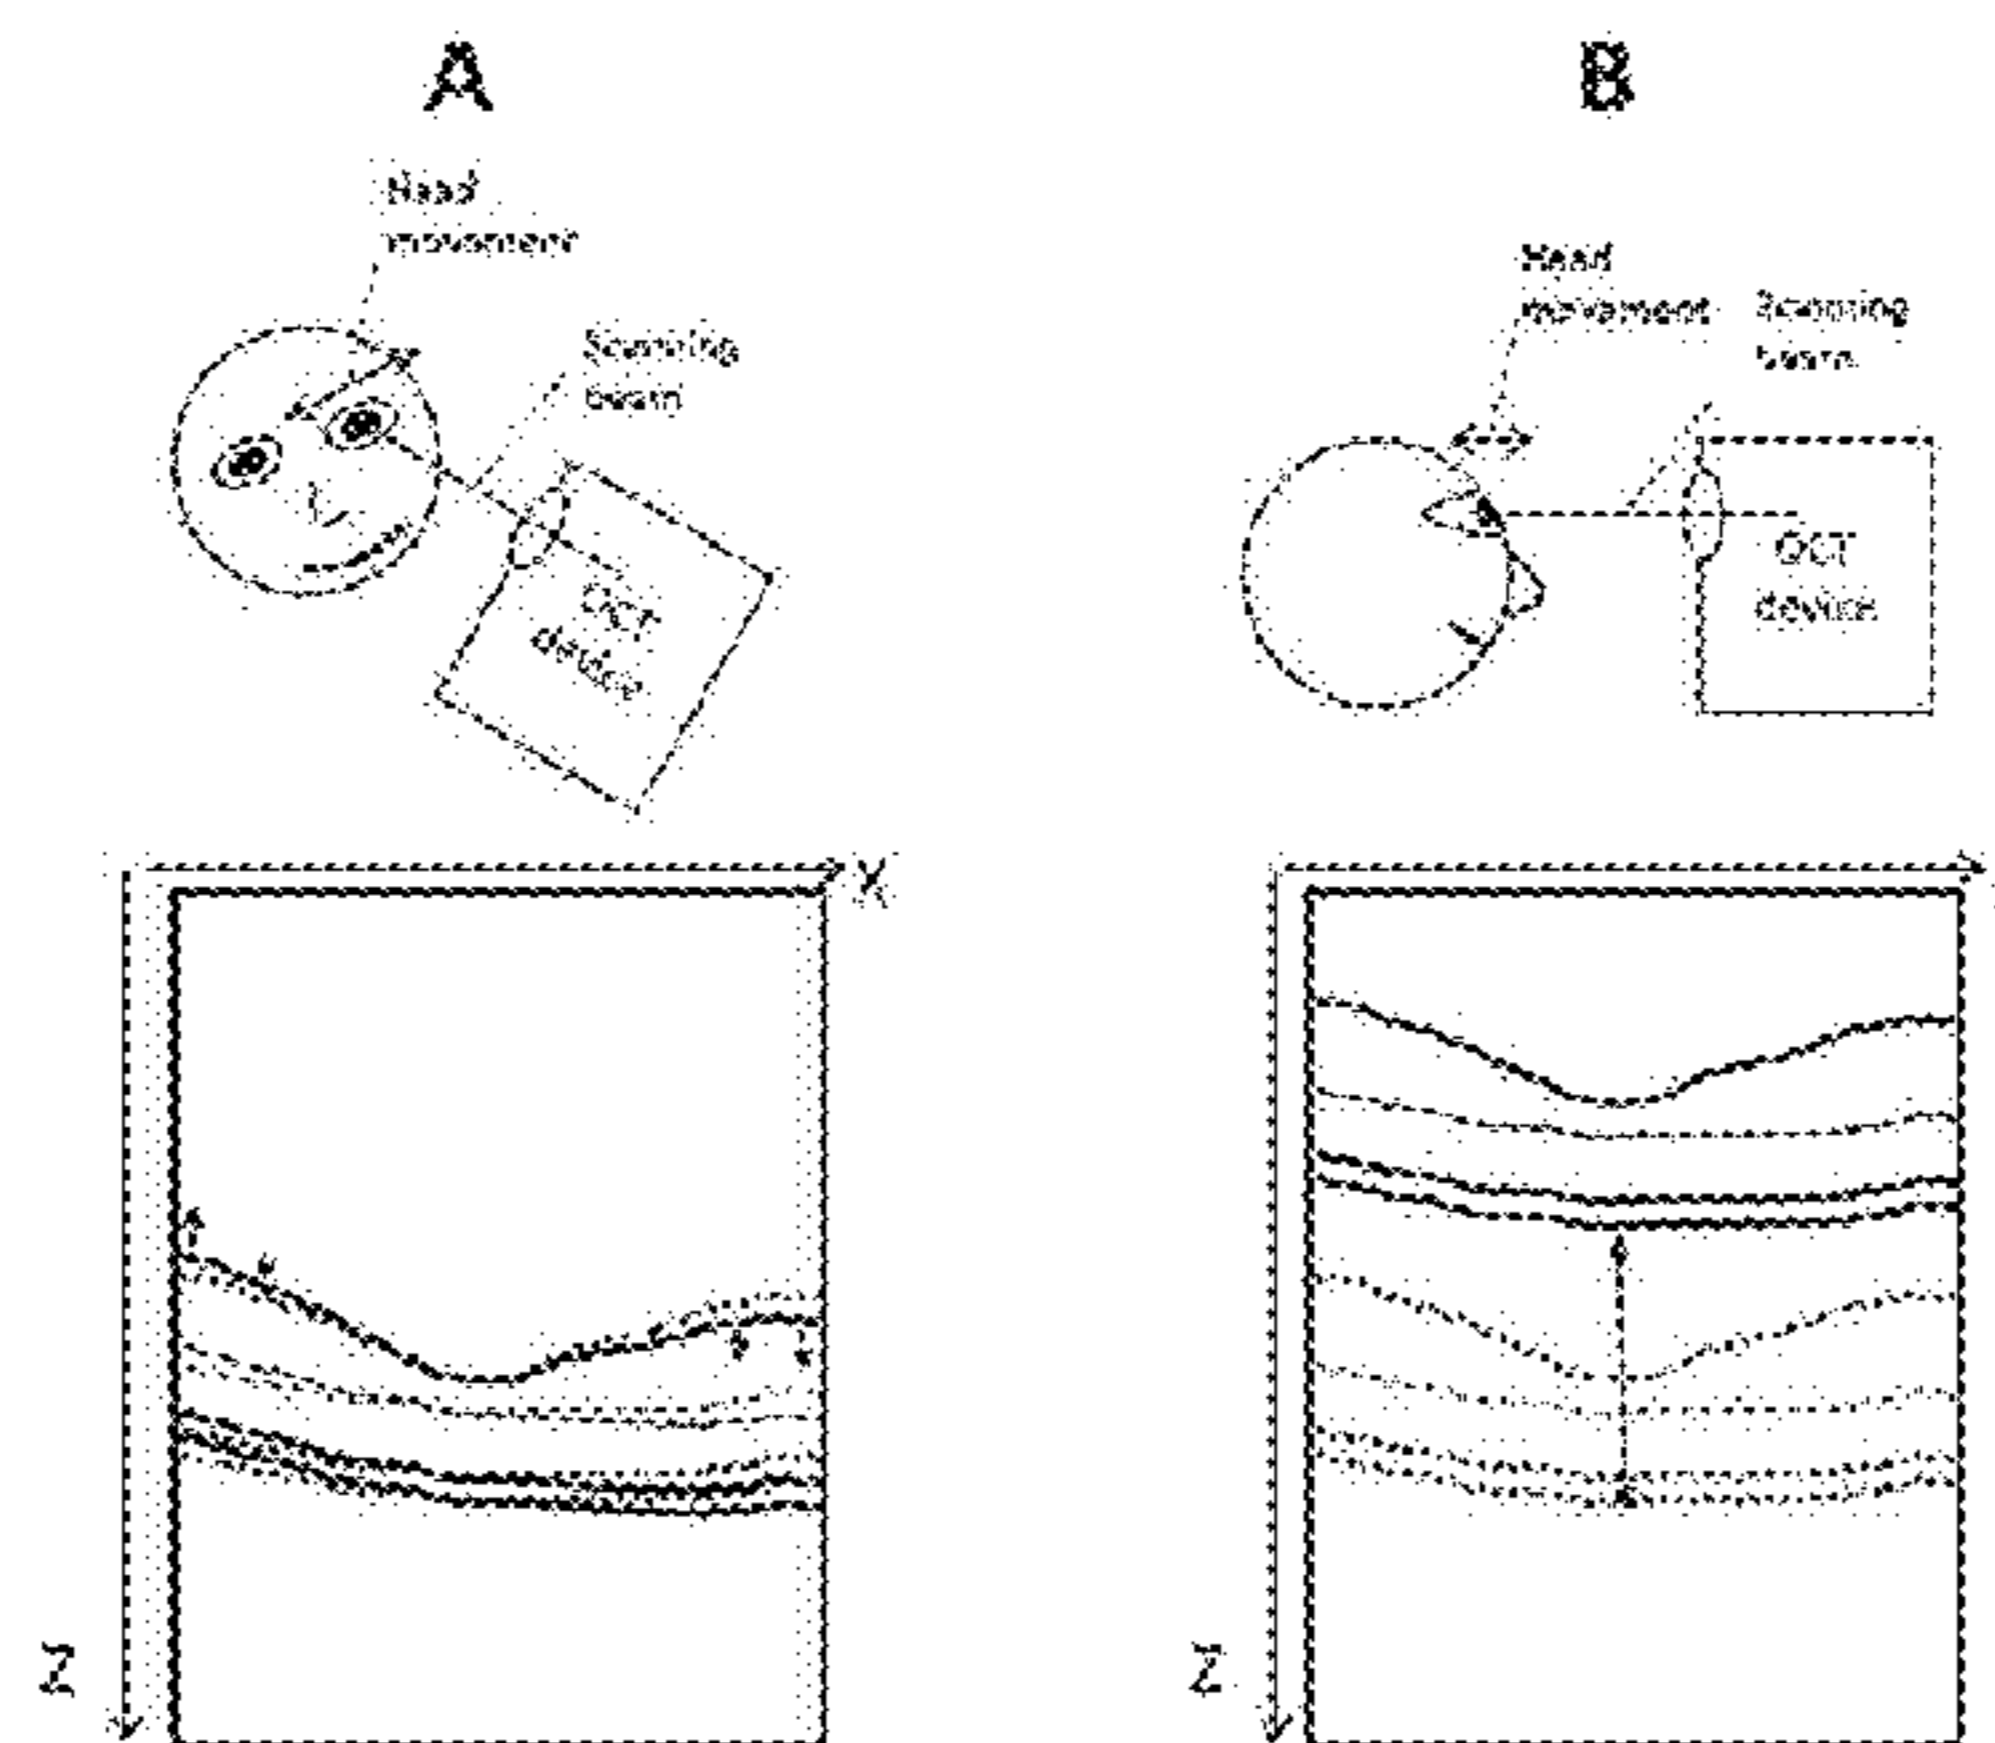 A
B
Head
movement
Scanning
beam
OCT
device
Head
movement
Scanning
beam
OCT
device
X
Z
Z